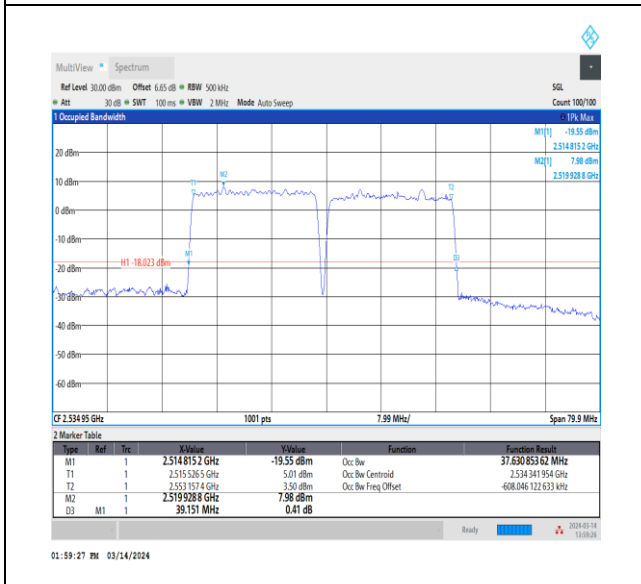 MultiView Spectrum
Ref Level 30.00 dBm Offset 6.65 dB RBW 500 kHz SGL
Att 30 dB SWT 100 ms VBW 2 MHz Mode Auto Sweep Count 100/100
1 Occupied Bandwidth 1Pk Max
M1[1] -19.55 dBm
2.514 815 2 GHz
M2[1] 7.98 dBm
2.519 928 8 GHz
20 dBm
M2
T1
T2
10 dBm
0 dBm
-10 dBm
M1
D3
H1 -18.023 dBm
-20 dBm
-30 dBm
-40 dBm
-50 dBm
-60 dBm
CF 2.534 95 GHz 1001 pts 7.99 MHz/ Span 79.9 MHz
2 Marker Table
Type Ref Trc X-Value Y-Value Function Function Result
M1 1 2.514 815 2 GHz -19.55 dBm Occ Bw 37.630 853 62 MHz
T1 1 2.515 526 5 GHz 5.01 dBm Occ Bw Centroid 2.534 341 954 GHz
T2 1 2.553 157 4 GHz 3.50 dBm Occ Bw Freq Offset -608.046 122 633 kHz
M2 1 2.519 928 8 GHz 7.98 dBm
D3 M1 1 39.151 MHz 0.41 dB
Ready 2024-03-14
13:59:26
01:59:27 PM 03/14/2024